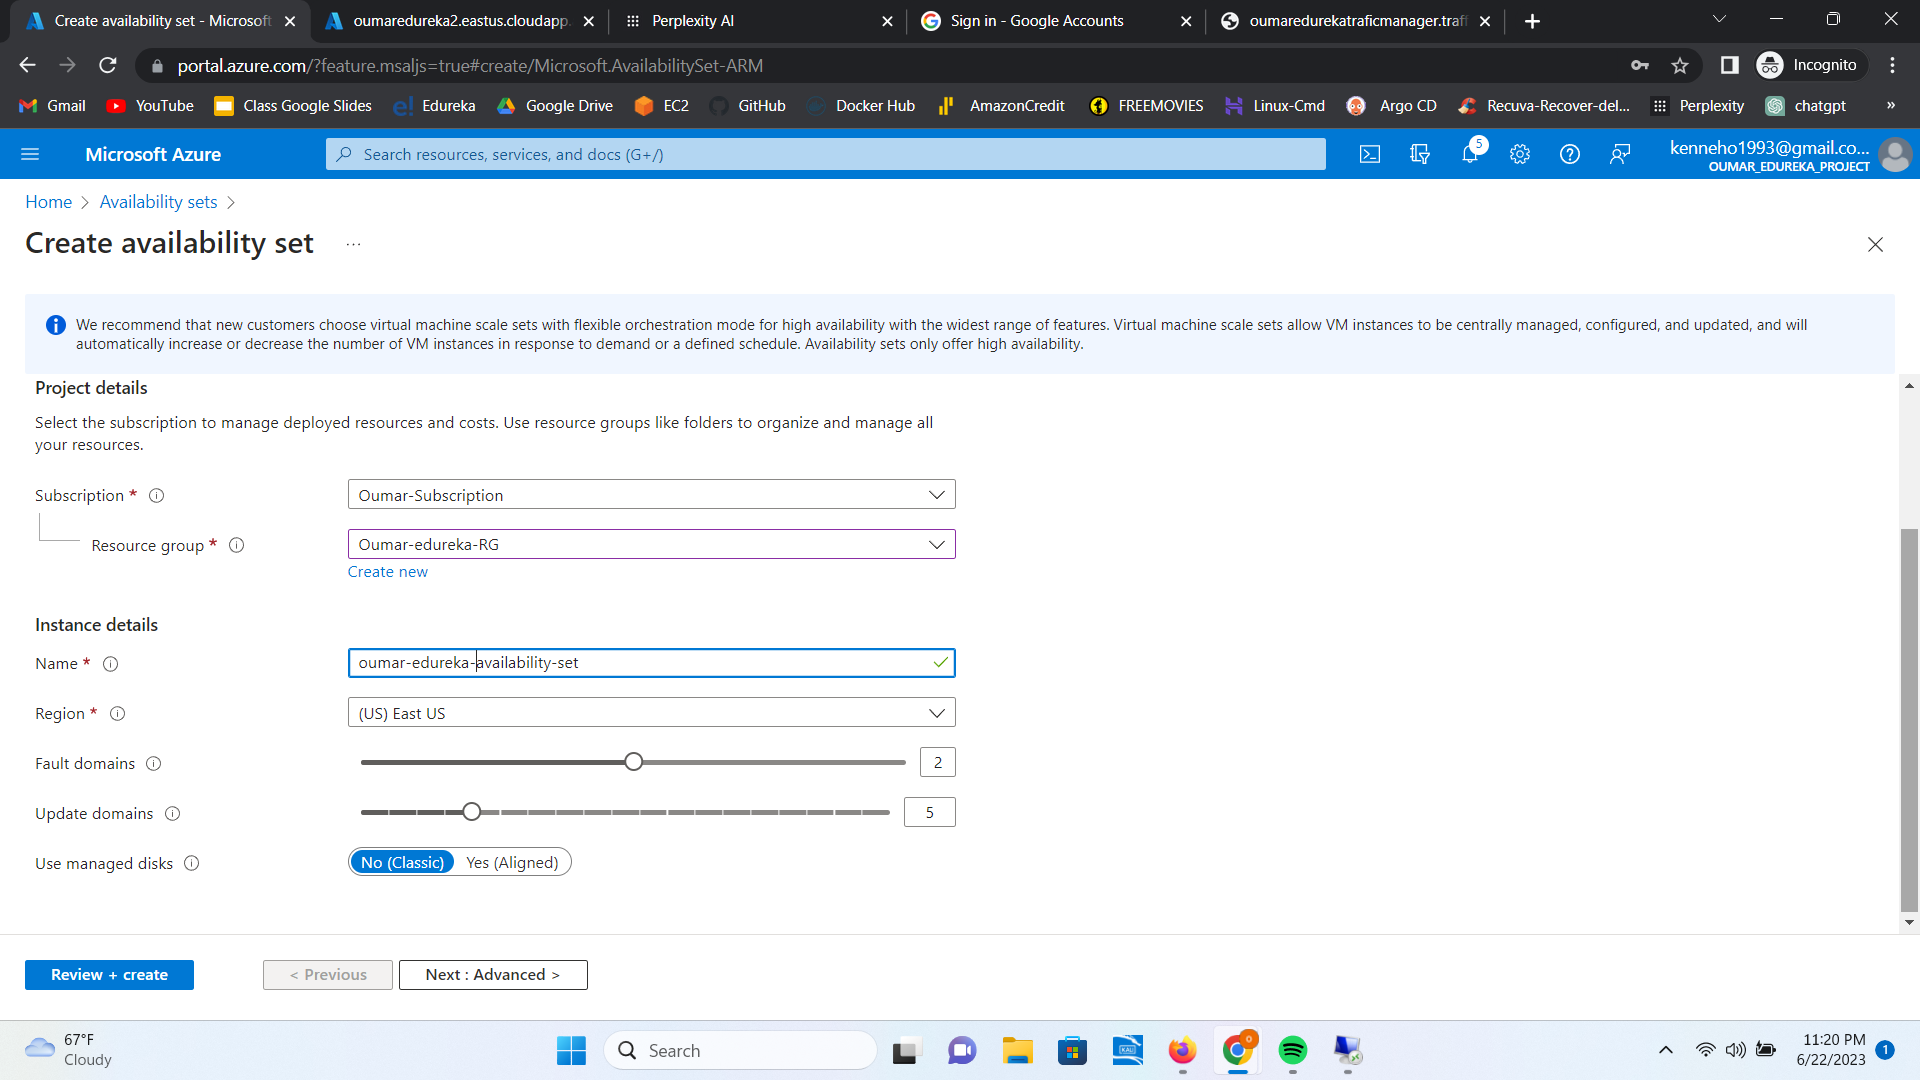 Create availability set - Microsoft
oumaredureka2.eastus.cloudapp.
Perplexity AI
Sign in - Google Accounts
oumaredurekatraficmanager.traff
portal.azure.com/?feature.msaljs=true#create/Microsoft.AvailabilitySet-ARM
Incognito
Gmail
YouTube
Class Google Slides
Edureka
Google Drive
EC2
GitHub
Docker Hub
AmazonCredit
FREEMOVIES
Linux-Cmd
Argo CD
Recuva-Recover-del...
Perplexity
chatgpt
»
Microsoft Azure
Search resources, services, and docs (G+/)
5
kenneho1993@gmail.co...
OUMAR_EDUREKA_PROJECT
Home > Availability sets >
Create availability set ...
We recommend that new customers choose virtual machine scale sets with flexible orchestration mode for high availability with the widest range of features. Virtual machine scale sets allow VM instances to be centrally managed, configured, and updated, and will
automatically increase or decrease the number of VM instances in response to demand or a defined schedule. Availability sets only offer high availability.
Project details
Select the subscription to manage deployed resources and costs. Use resource groups like folders to organize and manage all
your resources.
Subscription *
Oumar-Subscription
Resource group *
Oumar-edureka-RG
Create new
Instance details
Name *
oumar-edureka-availability-set
Region *
(US) East US
Fault domains
2
Update domains
5
Use managed disks
No (Classic) Yes (Aligned)
Review + create
< Previous
Next : Advanced >
67°F
Cloudy
Search
11:20 PM
6/22/2023
1